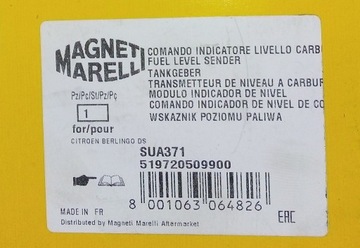 MAGNETI
MARELLI
COMANDO INDICATORE LIVELLO CARBU
FUEL LEVEL SENDER
TANKGEBER
TRANSMETTEUR DE NIVEAU A CARBUR
MODULO INDICADOR DE NIVEL
COMANDO INDICADOR DE NIVEL DE CO
WSKAZNIK POZIOMU PALIWA
Pz/Pc/St/Pz/Pç
1
for/pour
CITROEN BERLINGO DS
SUA371
519720509900
8 001063 064826
MADE IN FR
Distributed by Magneti Marelli Aftermarket
EAC